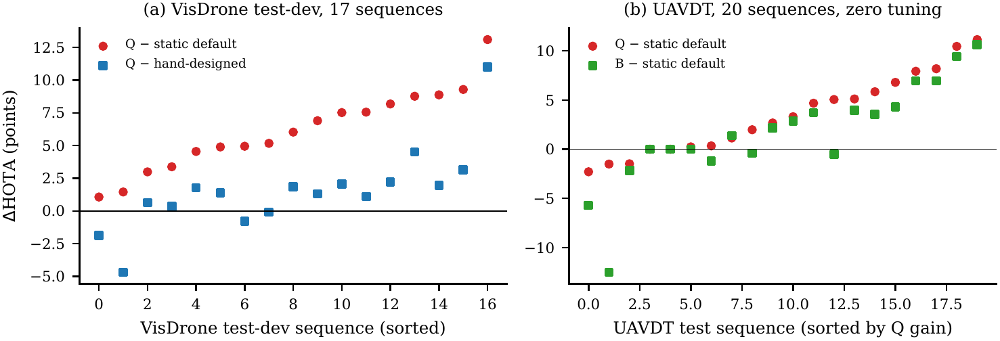 (a) VisDrone test-dev, 17 sequences
Q − static default
Q − hand-designed
12.5
10.0
7.5
5.0
2.5
0.0
−2.5
−5.0
ΔHOTA (points)
0 2 4 6 8 10 12 14 16
VisDrone test-dev sequence (sorted)
(b) UAVDT, 20 sequences, zero tuning
Q − static default
B − static default
10
5
0
−5
−10
0.0 2.5 5.0 7.5 10.0 12.5 15.0 17.5
UAVDT test sequence (sorted by Q gain)